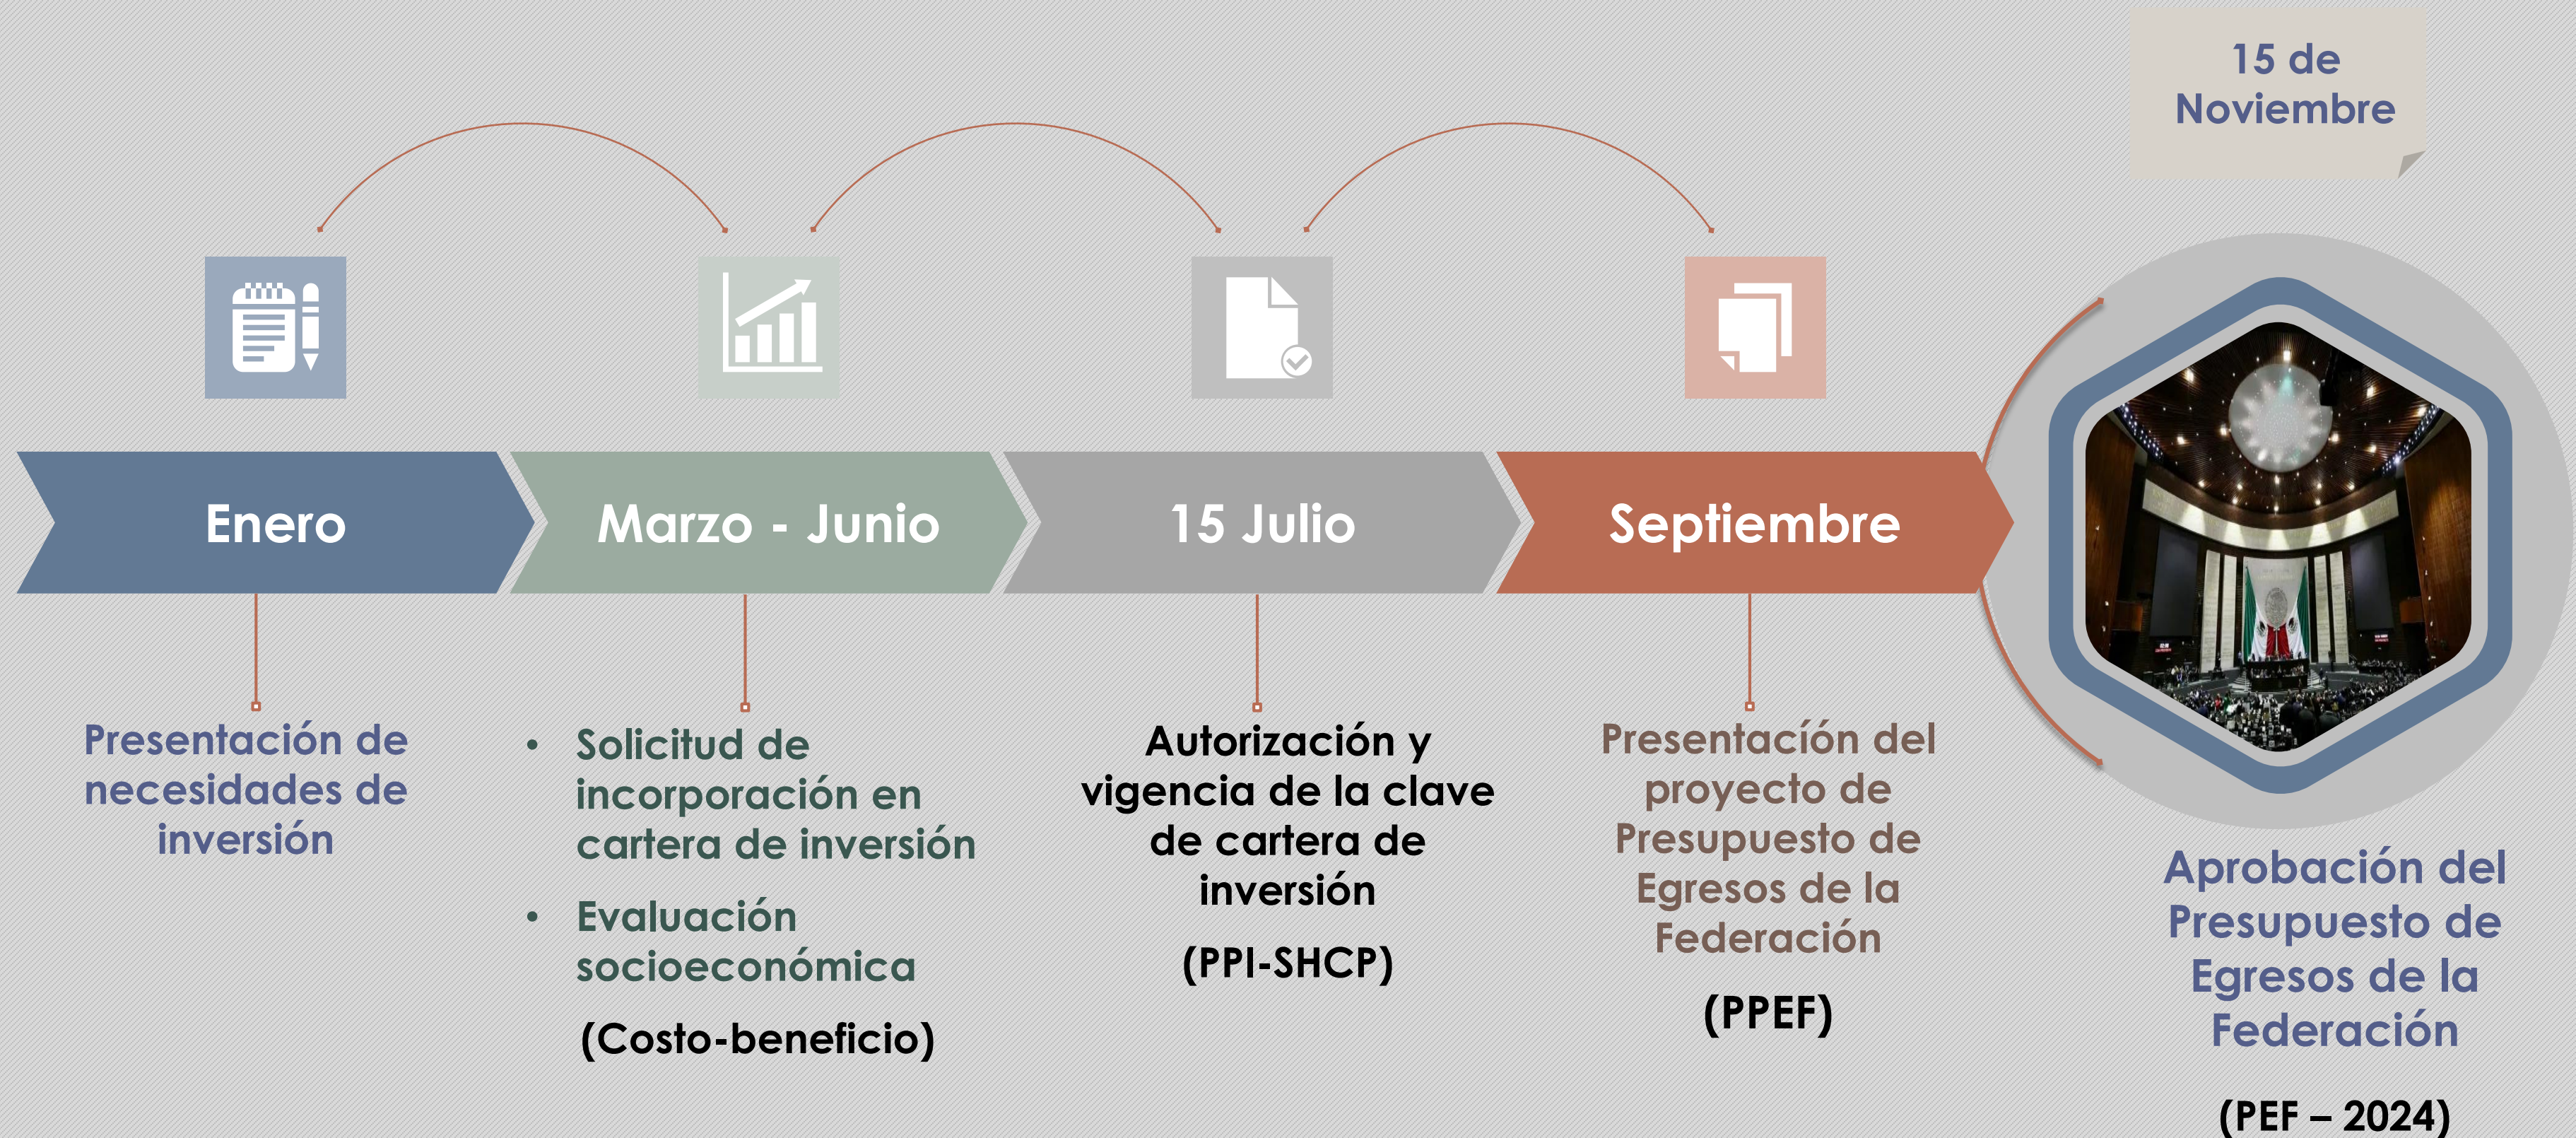 15 de
Noviembre
Enero
Marzo - Junio
15 Julio
Septiembre
Presentación de
necesidades de
inversión
• Solicitud de
incorporación en
cartera de inversión
• Evaluación
socioeconómica
(Costo-beneficio)
Autorización y
vigencia de la clave
de cartera de
inversión
(PPI-SHCP)
Presentacíón del
proyecto de
Presupuesto de
Egresos de la
Federación
(PPEF)
Aprobación del
Presupuesto de
Egresos de la
Federación
(PEF – 2024)